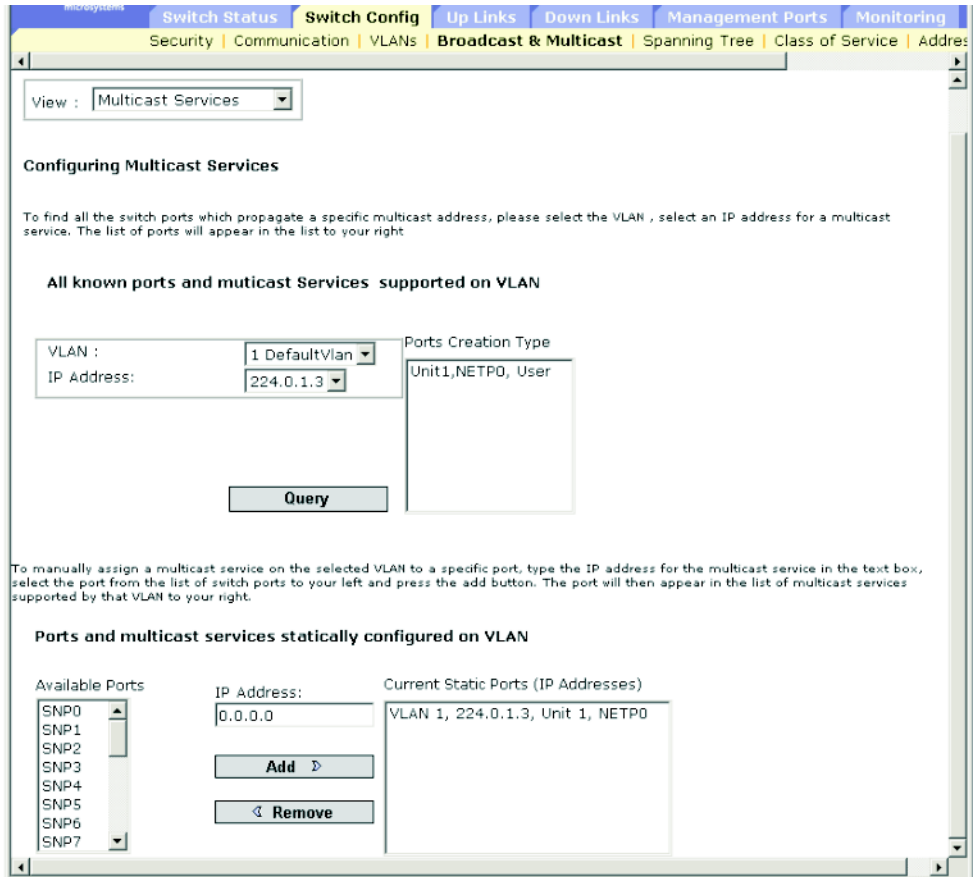 microsystems
Switch Status Switch Config Up Links Down Links Management Ports Monitoring
Security | Communication | VLANs | Broadcast & Multicast | Spanning Tree | Class of Service | Addres
View : Multicast Services
Configuring Multicast Services
To find all the switch ports which propagate a specific multicast address, please select the VLAN , select an IP address for a multicast
service. The list of ports will appear in the list to your right
All known ports and muticast Services supported on VLAN
VLAN : 1 DefaultVlan
IP Address: 224.0.1.3
Ports Creation Type
Unit1,NETP0, User
Query
To manually assign a multicast service on the selected VLAN to a specific port, type the IP address for the multicast service in the text box,
select the port from the list of switch ports to your left and press the add button. The port will then appear in the list of multicast services
supported by that VLAN to your right.
Ports and multicast services statically configured on VLAN
Available Ports
SNP0
SNP1
SNP2
SNP3
SNP4
SNP5
SNP6
SNP7
IP Address:
0.0.0.0
Add
Remove
Current Static Ports (IP Addresses)
VLAN 1, 224.0.1.3, Unit 1, NETP0